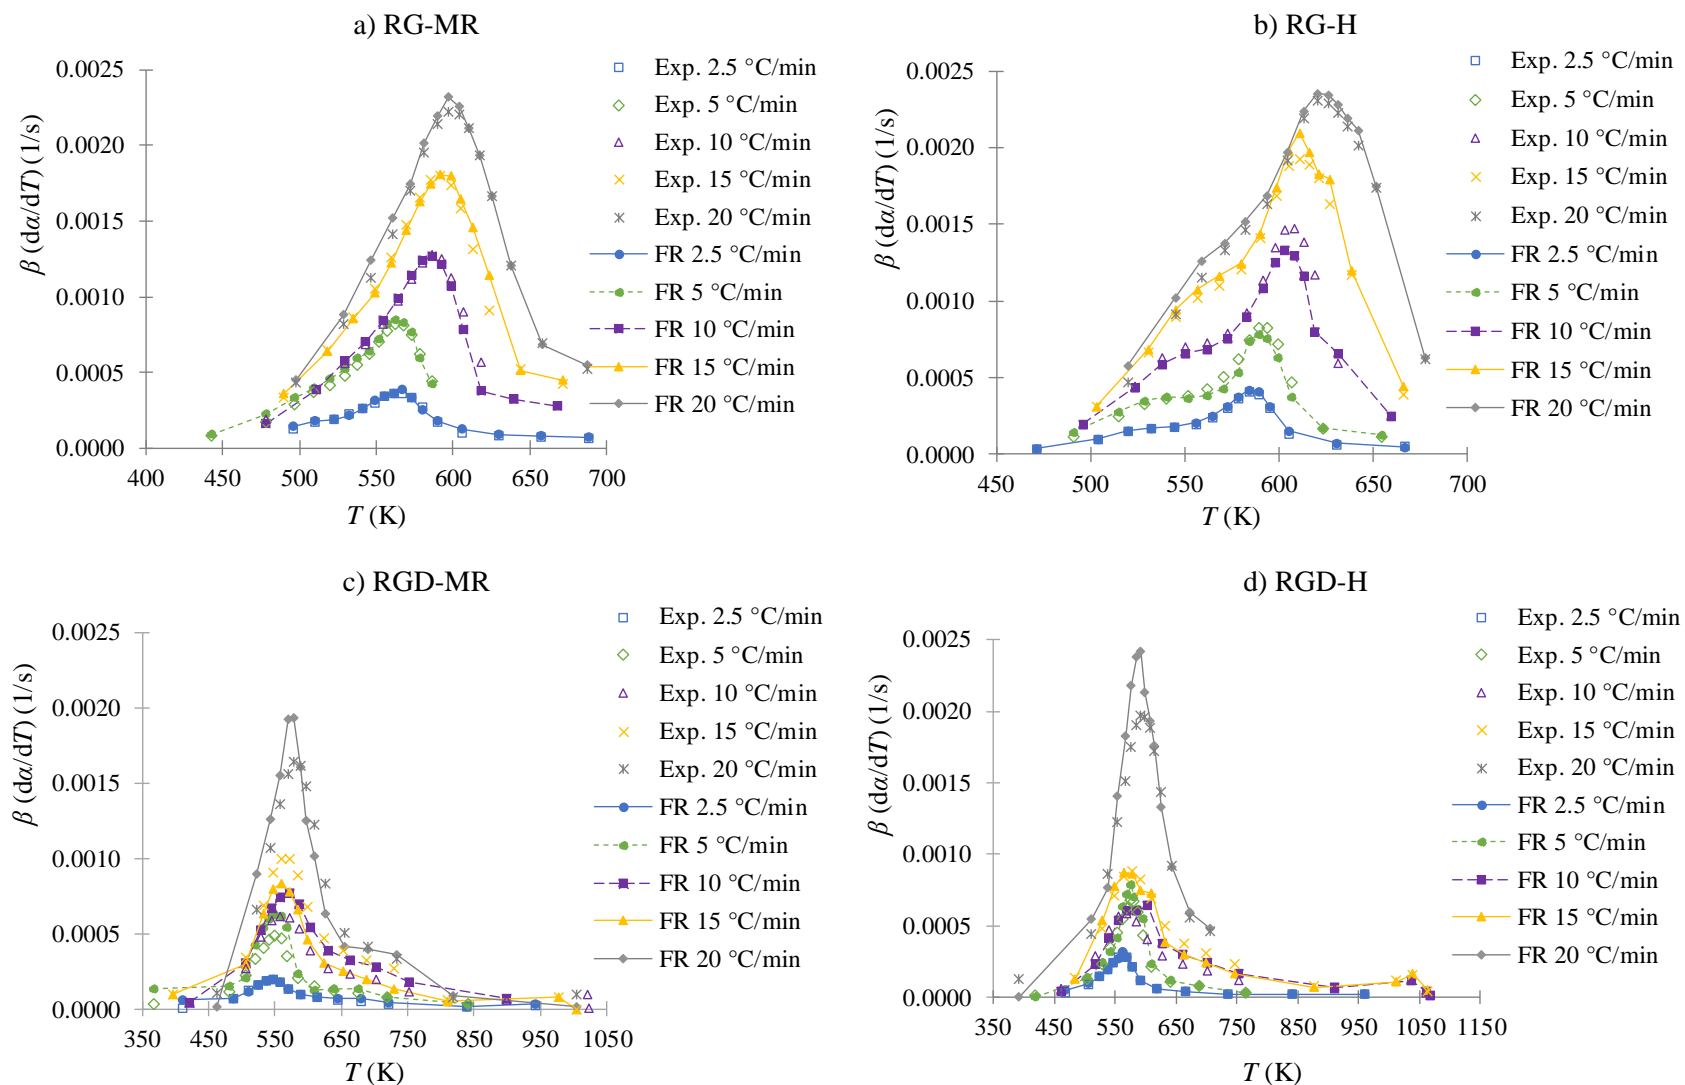 a) RG-MR
β (dα/dT) (1/s)
0.0025
0.0020
0.0015
0.0010
0.0005
0.0000
400 450 500 550 600 650 700
T (K)
Exp. 2.5 °C/min
Exp. 5 °C/min
Exp. 10 °C/min
Exp. 15 °C/min
Exp. 20 °C/min
FR 2.5 °C/min
FR 5 °C/min
FR 10 °C/min
FR 15 °C/min
FR 20 °C/min
b) RG-H
β (dα/dT) (1/s)
0.0025
0.0020
0.0015
0.0010
0.0005
0.0000
450 500 550 600 650 700
T (K)
Exp. 2.5 °C/min
Exp. 5 °C/min
Exp. 10 °C/min
Exp. 15 °C/min
Exp. 20 °C/min
FR 2.5 °C/min
FR 5 °C/min
FR 10 °C/min
FR 15 °C/min
FR 20 °C/min
c) RGD-MR
β (dα/dT) (1/s)
0.0025
0.0020
0.0015
0.0010
0.0005
0.0000
350 450 550 650 750 850 950 1050
T (K)
Exp. 2.5 °C/min
Exp. 5 °C/min
Exp. 10 °C/min
Exp. 15 °C/min
Exp. 20 °C/min
FR 2.5 °C/min
FR 5 °C/min
FR 10 °C/min
FR 15 °C/min
FR 20 °C/min
d) RGD-H
β (dα/dT) (1/s)
0.0025
0.0020
0.0015
0.0010
0.0005
0.0000
350 450 550 650 750 850 950 1050 1150
T (K)
Exp. 2.5 °C/min
Exp. 5 °C/min
Exp. 10 °C/min
Exp. 15 °C/min
Exp. 20 °C/min
FR 2.5 °C/min
FR 5 °C/min
FR 10 °C/min
FR 15 °C/min
FR 20 °C/min